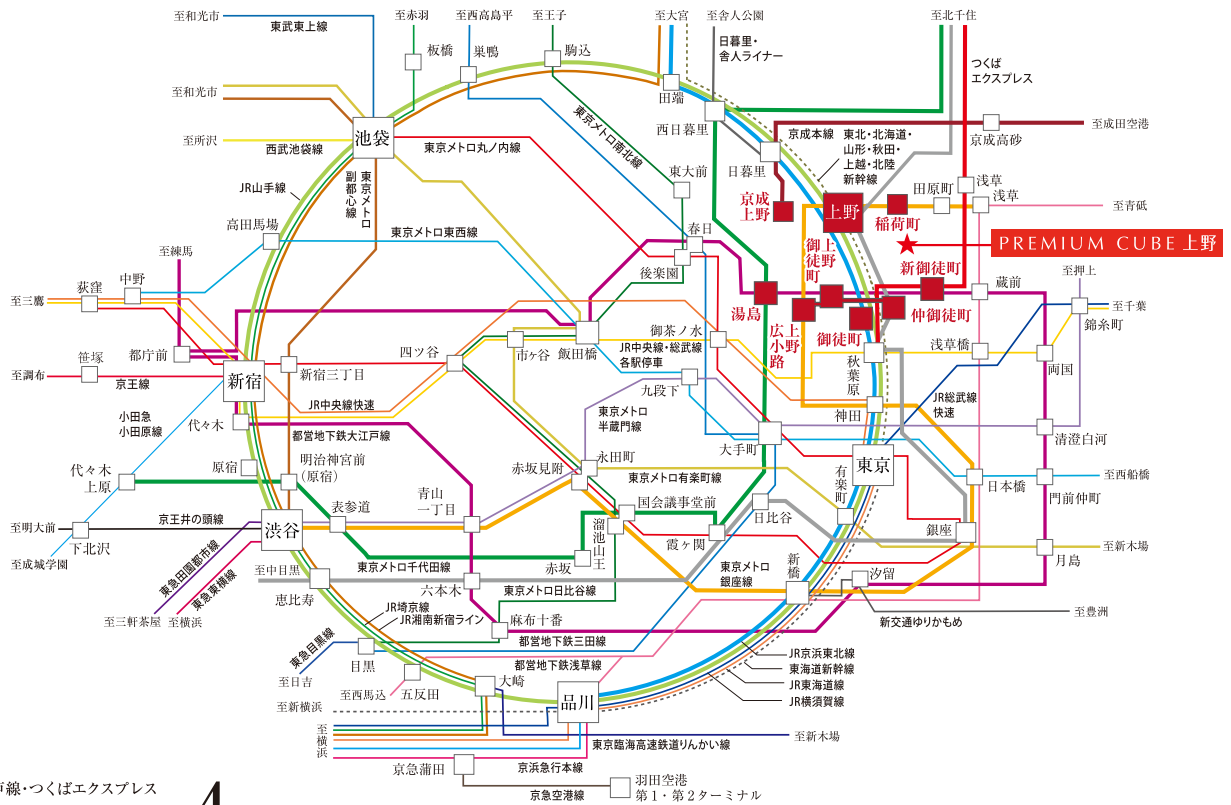 至和光市
東武東上線
至赤羽
板橋
至西高島平
巣鴨
至王子
駒込
至大宮
至舎人公園
日暮里・
舎人ライナー
至北千住
つくば
エクスプレス
至和光市
至所沢
西武池袋線
池袋
東京メトロ丸ノ内線
東京メトロ南北線
田端
西日暮里
日暮里
京成本線
東北・北海道・
山形・秋田・
上越・北陸
新幹線
京成高砂
至成田空港
JR山手線
東京メトロ
副都心線
東大前
京成
上野
上野
稲荷町
田原町
浅草
浅草
至青砥
高田馬場
東京メトロ東西線
春日
後楽園
御徒町
上野
PREMIUM CUBE 上野
新御徒町
至練馬
荻窪
中野
至三鷹
湯島
上野
広小路
御徒町
仲御徒町
蔵前
至押上
至千葉
錦糸町
都庁前
四ツ谷
市ヶ谷
飯田橋
御茶ノ水
JR中央線・総武線
各駅停車
秋葉原
浅草橋
両国
笹塚
至調布
京王線
新宿
新宿三丁目
JR中央線快速
九段下
神田
JR総武線
快速
小田急
小田原線
代々木
都営地下鉄大江戸線
東京メトロ
半蔵門線
大手町
清澄白河
原宿
明治神宮前
(原宿)
代々木
上原
永田町
赤坂見附
東京メトロ有楽町線
東京
有楽町
日本橋
至西船橋
門前仲町
表参道
青山
一丁目
国会議事堂前
日比谷
至明大前
京王井の頭線
渋谷
下北沢
至成城学園
溜池山王
霞ヶ関
銀座
月島
至新木場
東急田園都市線
東急東横線
至中目黒
東京メトロ千代田線
赤坂
東京メトロ
銀座線
新橋
汐留
恵比寿
六本木
東京メトロ日比谷線
至三軒茶屋
至横浜
JR埼京線
JR湘南新宿ライン
麻布十番
新交通ゆりかもめ
至豊洲
東急目黒線
目黒
都営地下鉄三田線
都営地下鉄浅草線
JR京浜東北線
東海道新幹線
JR東海道線
JR横須賀線
至日吉
至西馬込
五反田
大崎
至新横浜
品川
至横浜
東京臨海高速鉄道りんかい線
至新木場
京急蒲田
京浜急行本線
京急空港線
羽田空港
第1・第2ターミナル
線・つくばエクスプレス